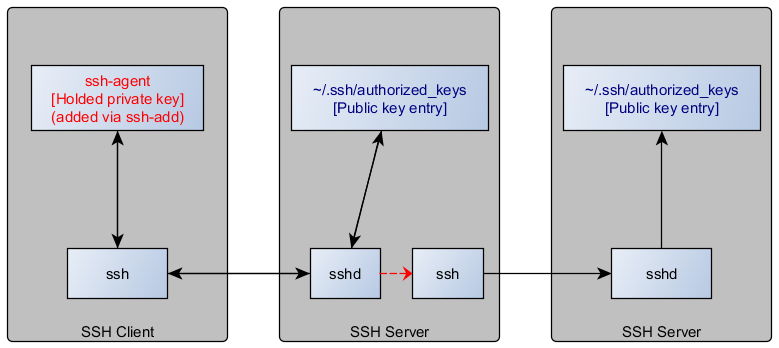 ssh-agent
[Holded private key]
(added via ssh-add)
~/.ssh/authorized_keys
[Public key entry]
~/.ssh/authorized_keys
[Public key entry]
ssh
sshd
ssh
sshd
SSH Client
SSH Server
SSH Server